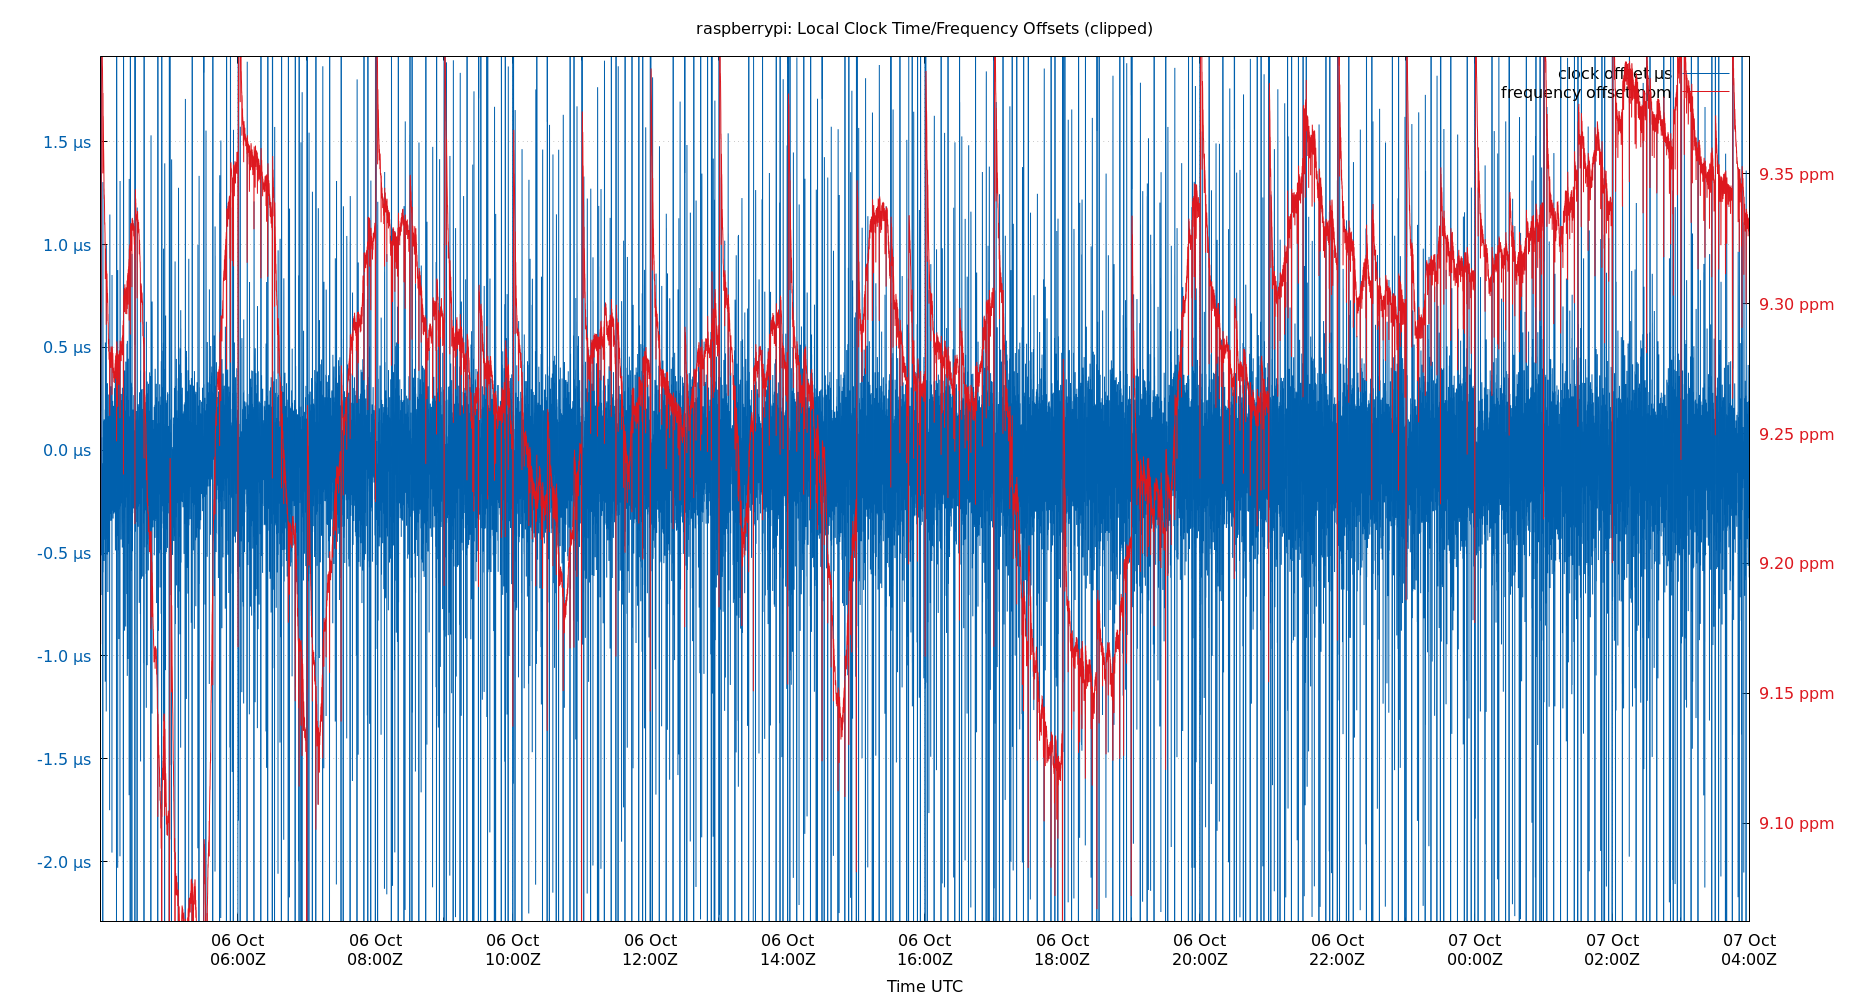 raspberrypi: Local Clock Time/Frequency Offsets (clipped)
clock offset µs
frequency offset ppm
1.5 µs
1.0 µs
0.5 µs
0.0 µs
-0.5 µs
-1.0 µs
-1.5 µs
-2.0 µs
9.35 ppm
9.30 ppm
9.25 ppm
9.20 ppm
9.15 ppm
9.10 ppm
06 Oct 06 Oct 06 Oct 06 Oct 06 Oct 06 Oct 06 Oct 06 Oct 06 Oct 07 Oct 07 Oct 07 Oct
06:00Z 08:00Z 10:00Z 12:00Z 14:00Z 16:00Z 18:00Z 20:00Z 22:00Z 00:00Z 02:00Z 04:00Z
Time UTC